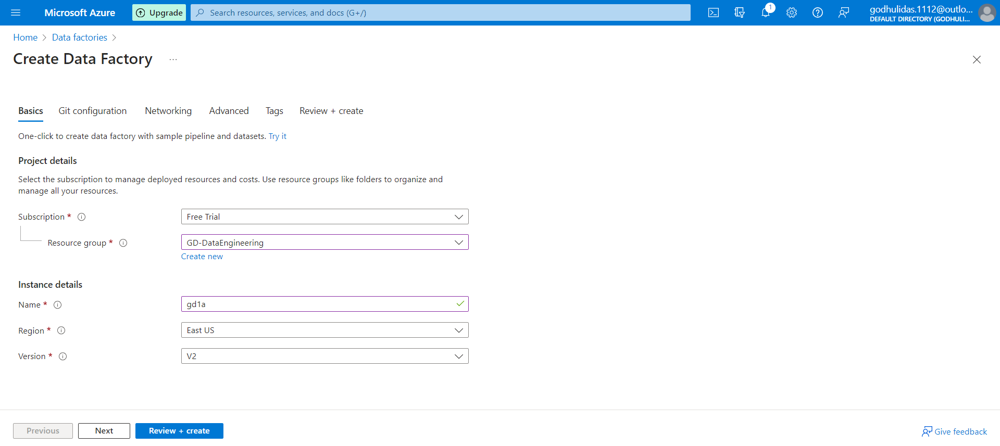 Microsoft Azure
Upgrade
Search resources, services, and docs (G+/)
1
godhulidas.1112@outlo...
DEFAULT DIRECTORY (GODHULI...
Home > Data factories >
Create Data Factory ...
Basics Git configuration Networking Advanced Tags Review + create
One-click to create data factory with sample pipeline and datasets. Try it
Project details
Select the subscription to manage deployed resources and costs. Use resource groups like folders to organize and
manage all your resources.
Subscription * Free Trial
Resource group * GD-DataEngineering
Create new
Instance details
Name * gd1a
Region * East US
Version * V2
Previous Next Review + create Give feedback